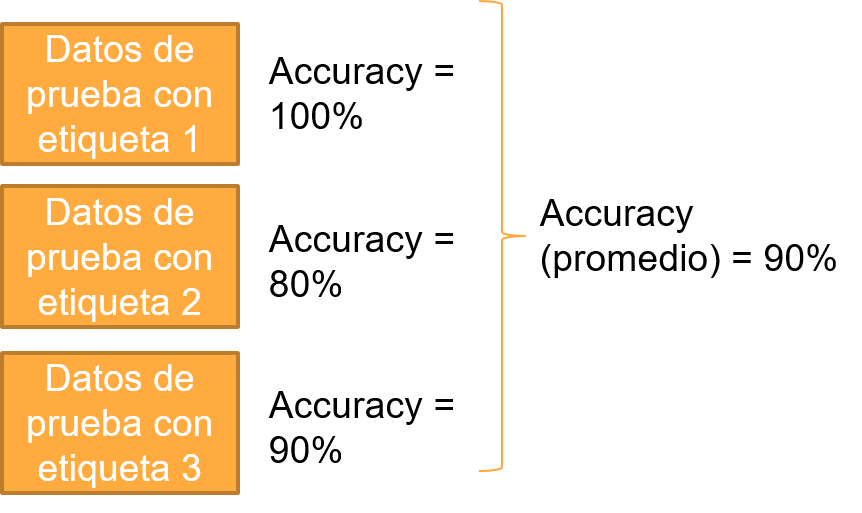 Datos de
prueba con
etiqueta 1
Accuracy =
100%
Datos de
prueba con
etiqueta 2
Accuracy =
80%
Datos de
prueba con
etiqueta 3
Accuracy =
90%
Accuracy
(promedio) = 90%